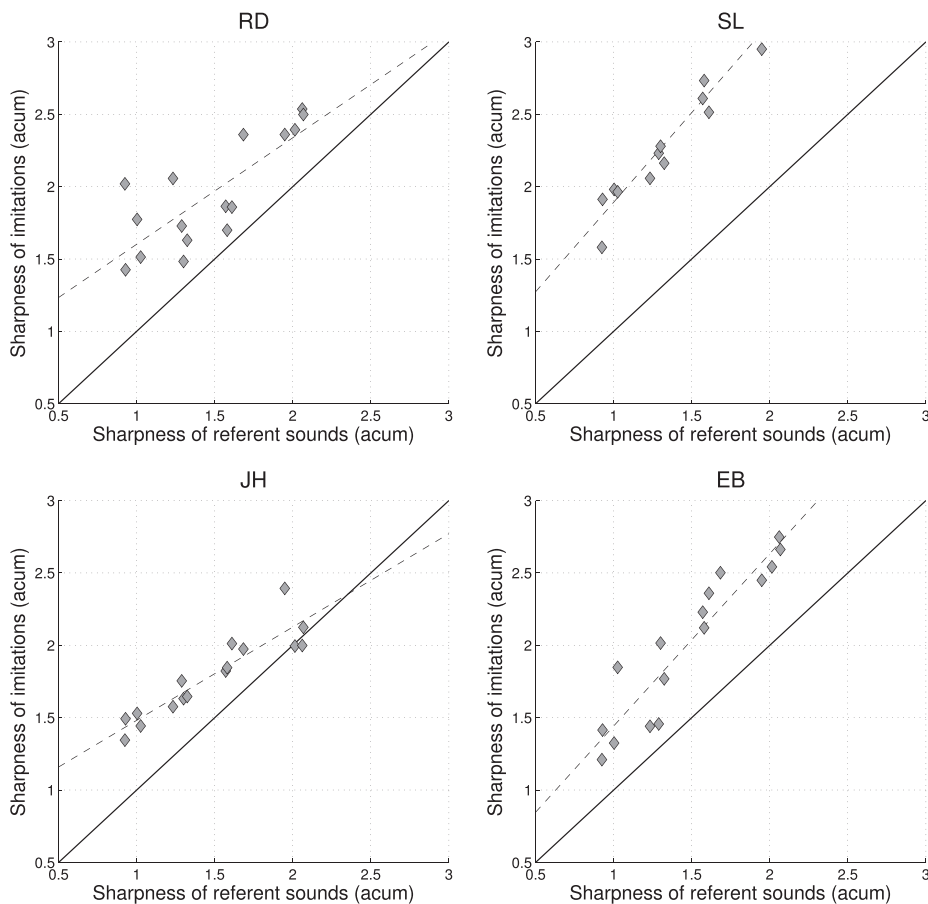 RD
3
2.5
2
1.5
1
0.5
Sharpness of imitations (acum)
0.5 1 1.5 2 2.5 3
Sharpness of referent sounds (acum)
SL
3
2.5
2
1.5
1
0.5
Sharpness of imitations (acum)
0.5 1 1.5 2 2.5 3
Sharpness of referent sounds (acum)
JH
3
2.5
2
1.5
1
0.5
Sharpness of imitations (acum)
0.5 1 1.5 2 2.5 3
Sharpness of referent sounds (acum)
EB
3
2.5
2
1.5
1
0.5
Sharpness of imitations (acum)
0.5 1 1.5 2 2.5 3
Sharpness of referent sounds (acum)